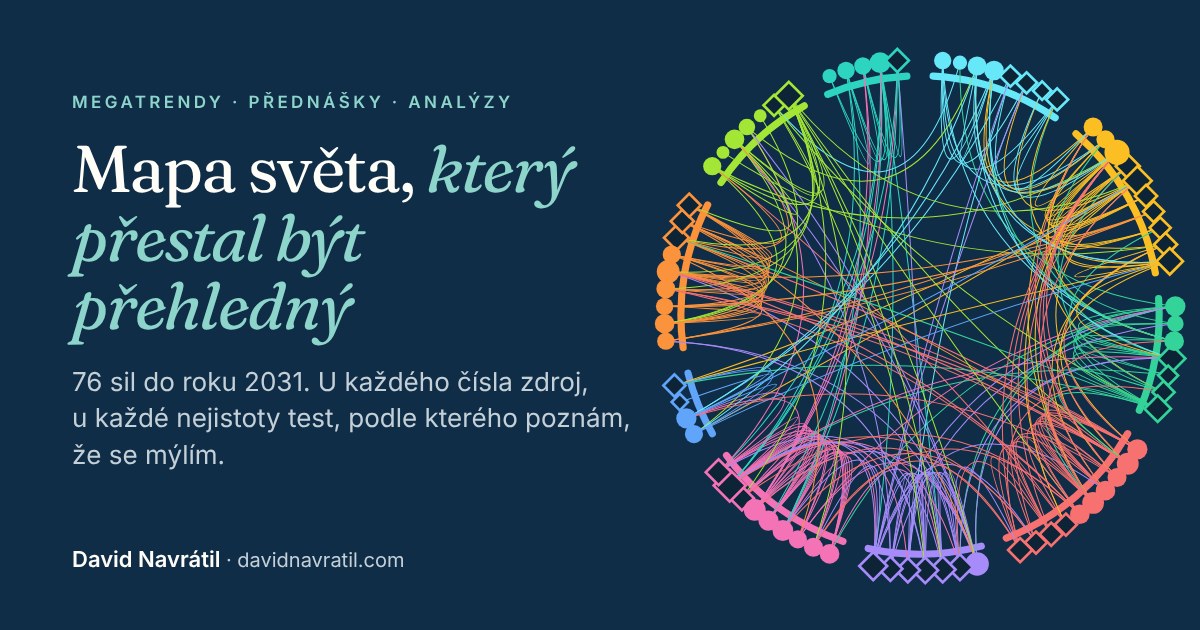 MEGATRENDY · PŘEDNÁŠKY · ANALÝZY
Mapa světa, který
přestal být
přehledný
76 sil do roku 2031. U každého čísla zdroj,
u každé nejistoty test, podle kterého poznám,
že se mýlím.
David Navrátil · davidnavratil.com